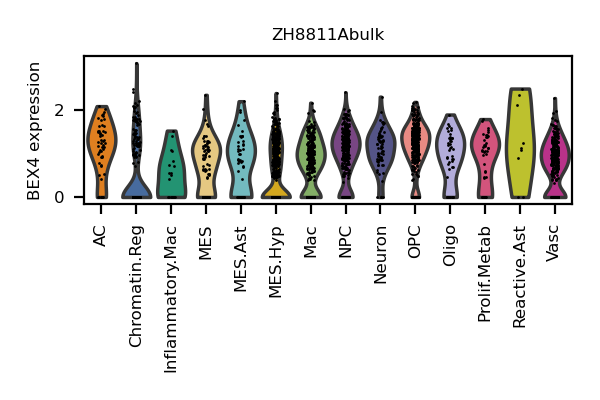 ZH8811Abulk
BEX4 expression
2
0
AC
Chromatin.Reg
Inflammatory.Mac
MES
MES.Ast
MES.Hyp
Mac
NPC
Neuron
OPC
Oligo
Prolif.Metab
Reactive.Ast
Vasc